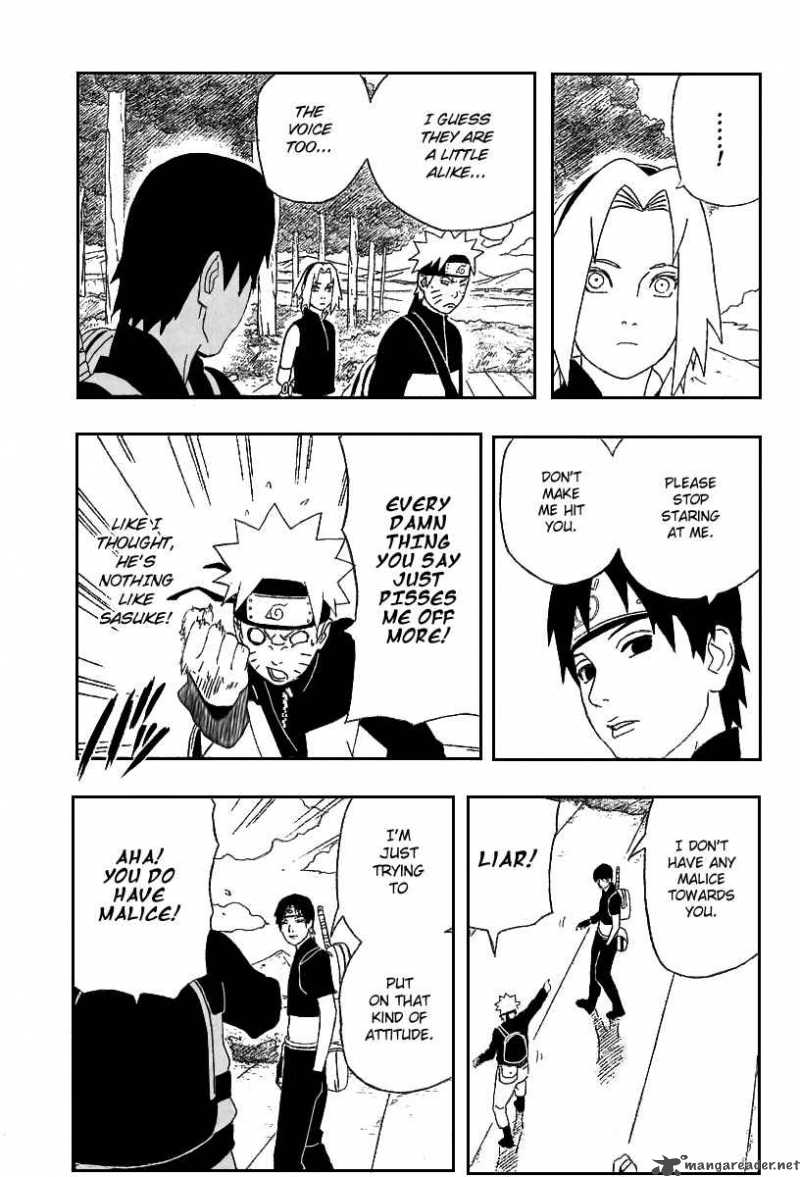 .....!
I GUESS
THEY ARE
A LITTLE
ALIKE...
THE
VOICE
TOO...
PLEASE
STOP
STARING
AT ME.
DON'T
MAKE
ME HIT
YOU.
EVERY
DAMN
THING
YOU SAY
JUST
PISSES
ME OFF
MORE!
LIKE I
THOUGHT,
HE'S
NOTHING
LIKE
SASUKE!
I DON'T
HAVE ANY
MALICE
TOWARDS
YOU.
LIAR!
I'M
JUST
TRYING
TO
PUT
ON THAT
KIND OF
ATTITUDE.
AHA!
YOU DO
HAVE
MALICE!
mangareader.net